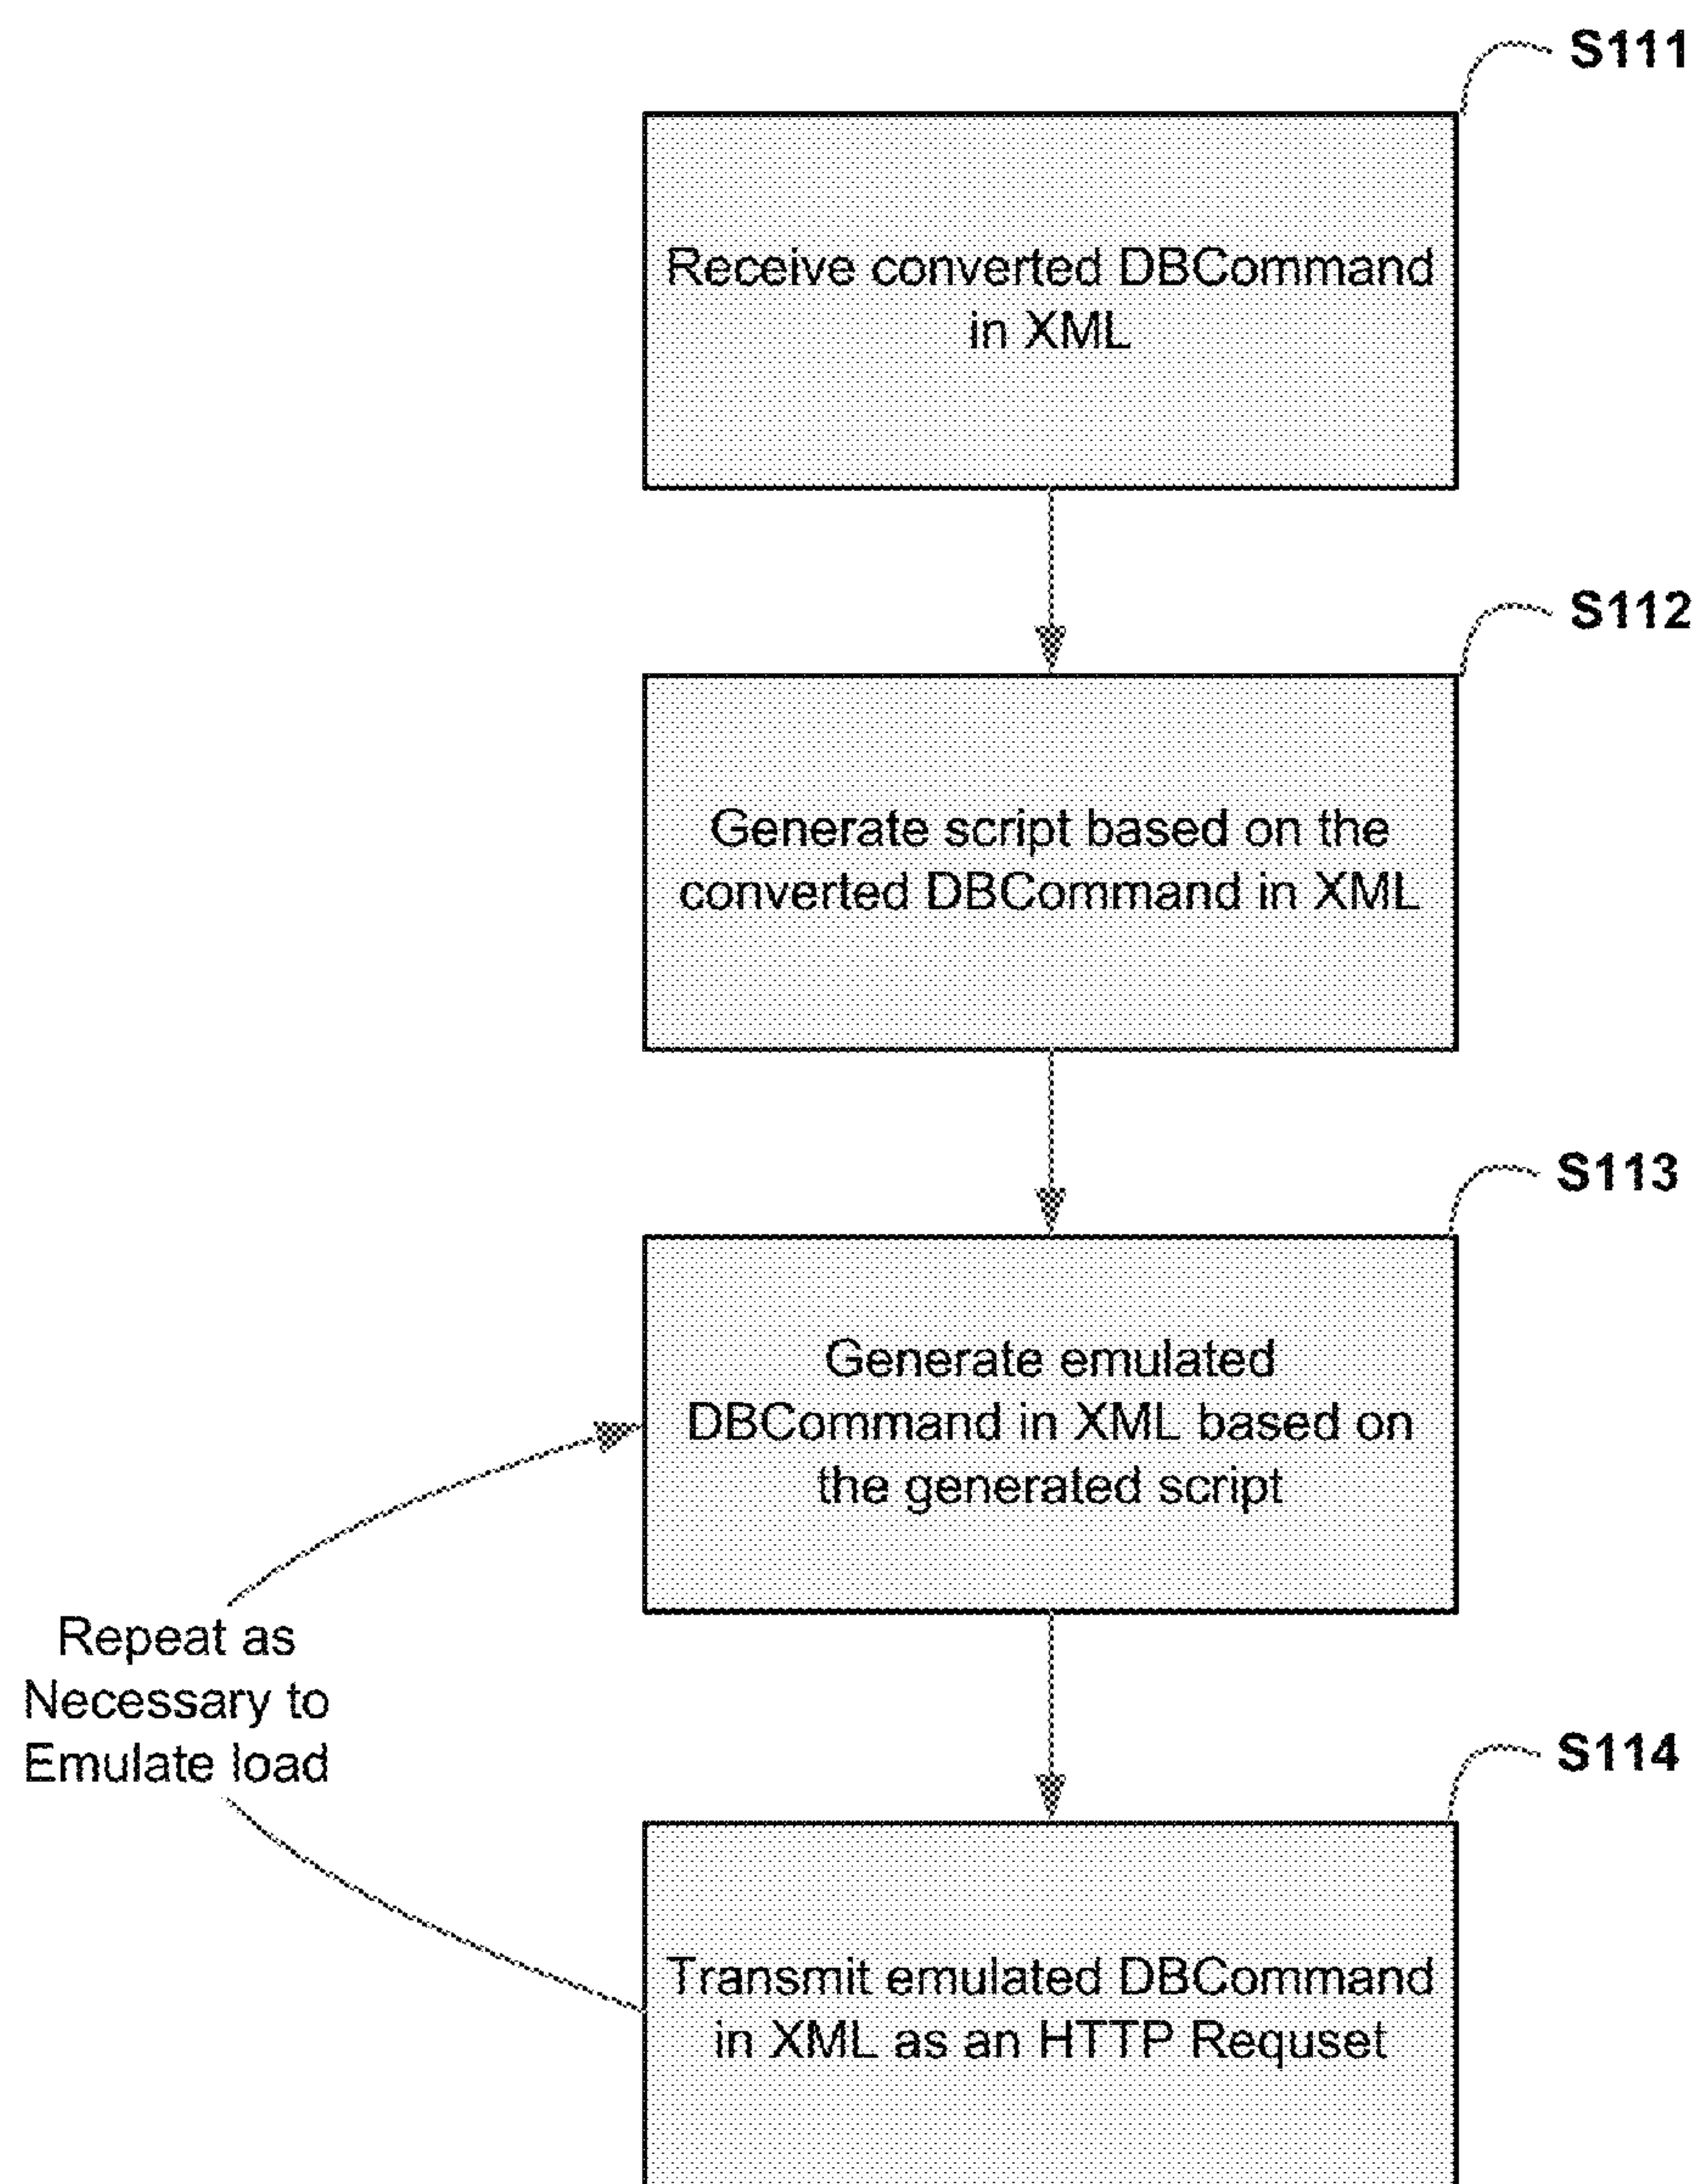 S111
Receive converted DBCommand
in XML
S112
Generate script based on the
converted DBCommand in XML
S113
Generate emulated
DBCommand in XML based on
the generated script
Repeat as
Necessary to
Emulate load
S114
Transmit emulated DBCommand
in XML as an HTTP Requset